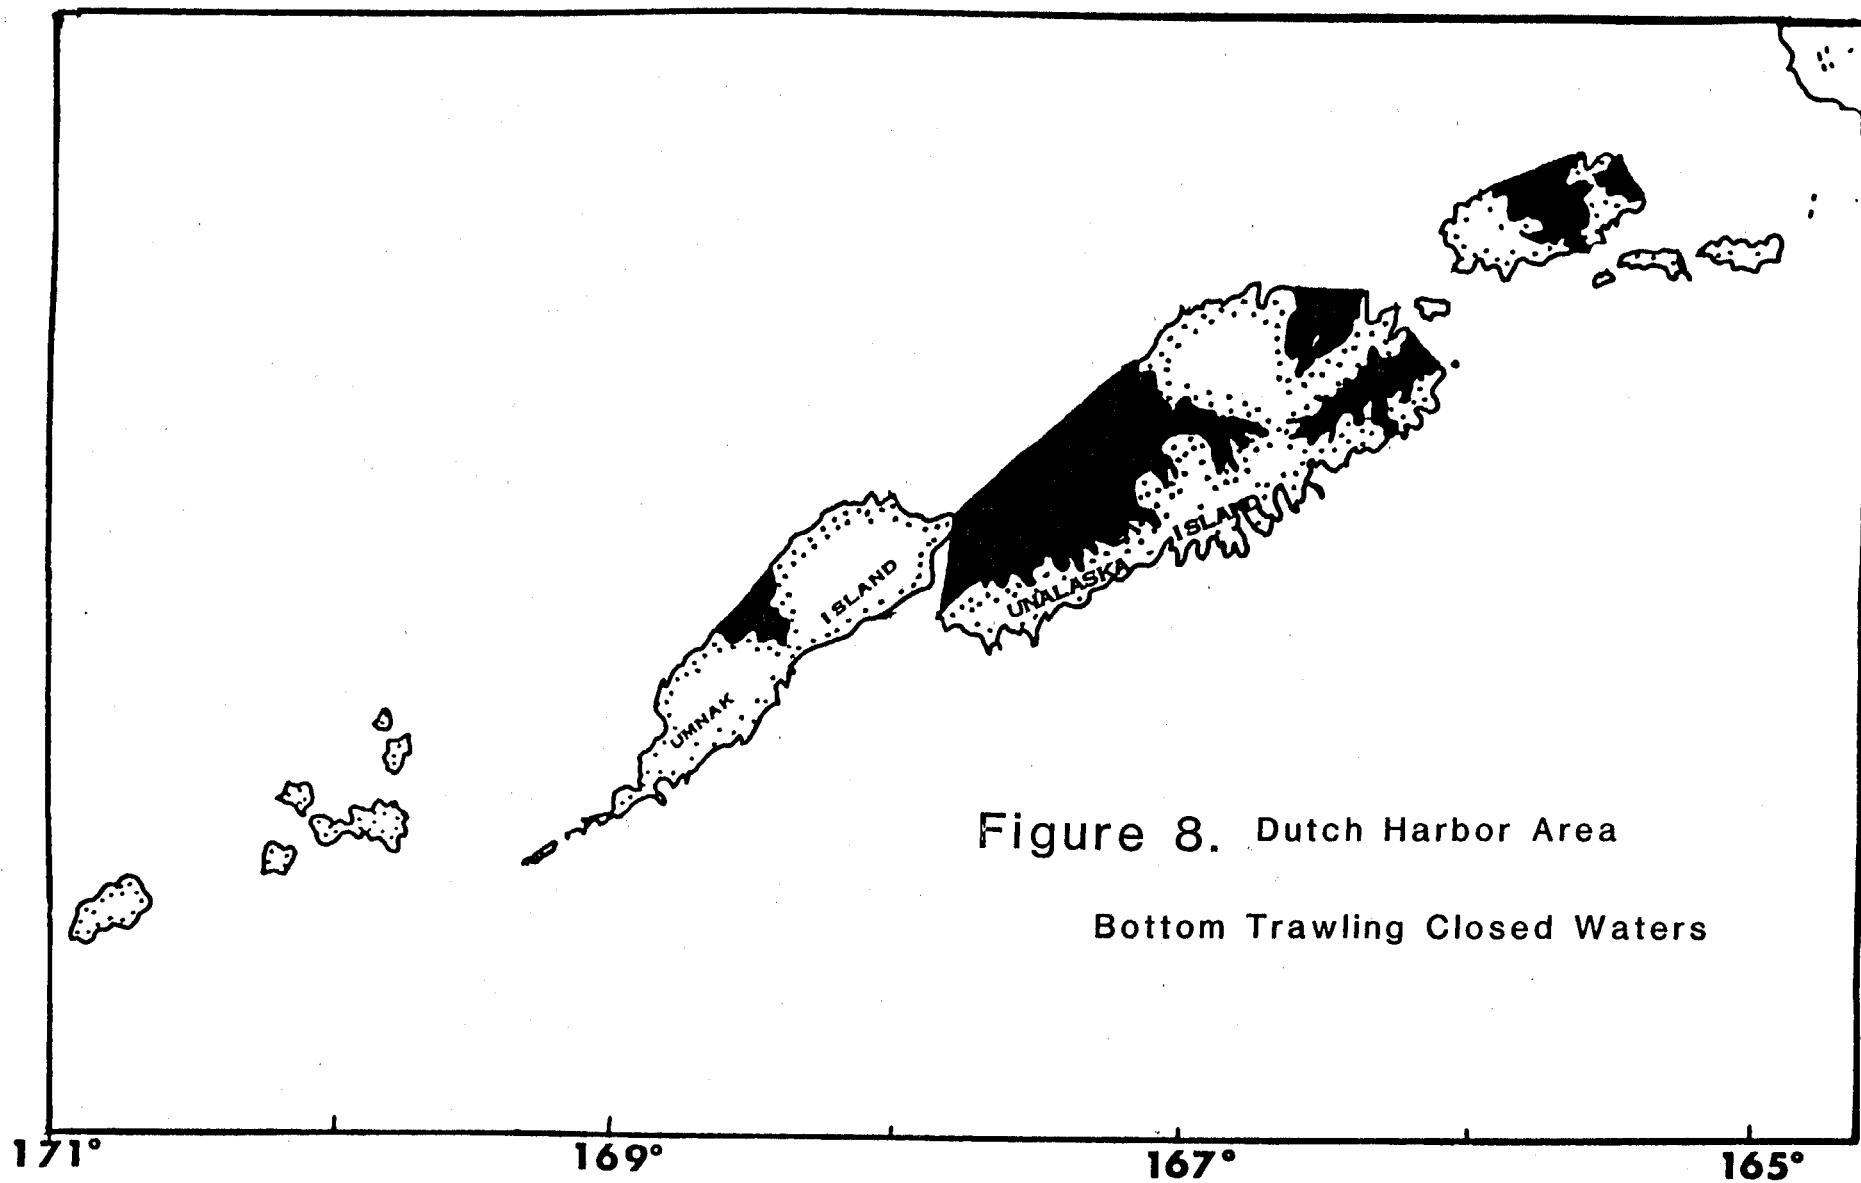 ISLAND
UNALASKA
ISLAND
UMNAK
Figure 8. Dutch Harbor Area
Bottom Trawling Closed Waters
171° 169° 167° 165°